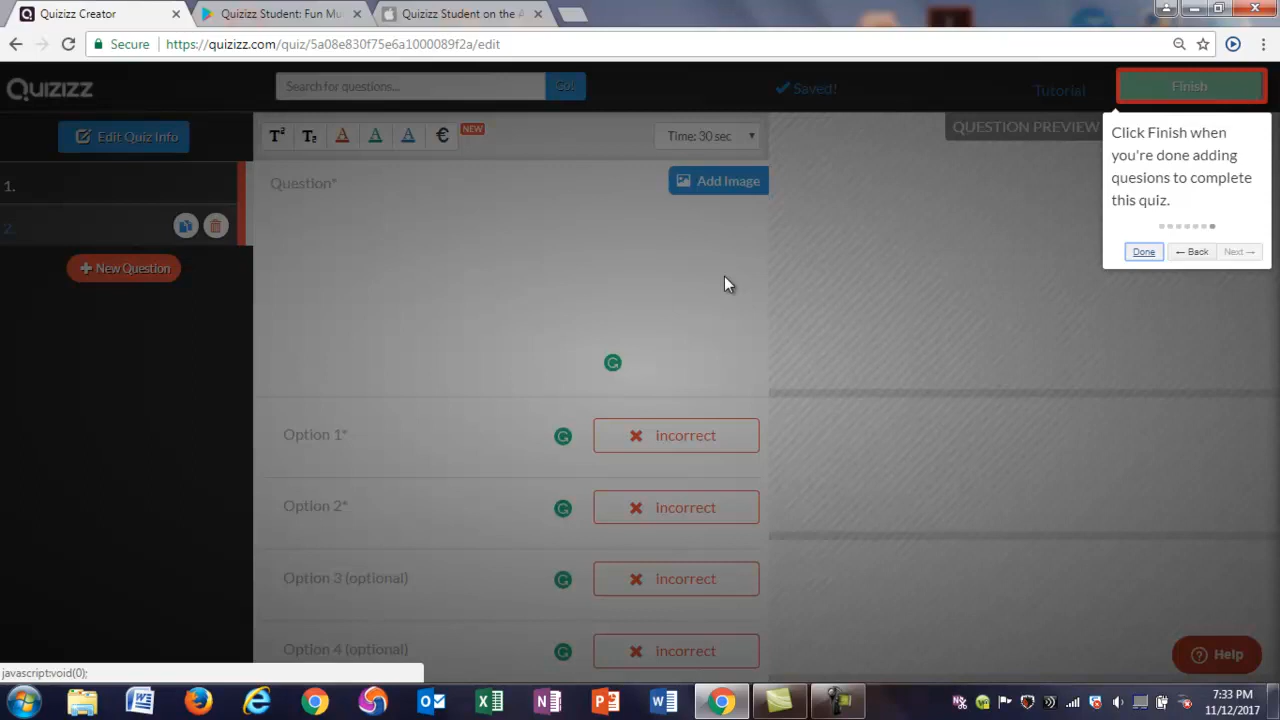 Quizizz Creator
Quizizz Student: Fun Mu
Quizizz Student on the A
Secure
https://quizizz.com/quiz/5a08e830f75e6a1000089f2a/edit
QUIZIZZ
Search for questions...
GO!
Saved!
Tutorial
Finish
Edit Quiz Info
T²
T₂
A
A
A
€
NEW
Time: 30 sec
QUESTION PREVIEW
Click Finish when
you're done adding
quesions to complete
this quiz.
Done
← Back
Next →
1.
2.
New Question
Question*
Add Image
Option 1*
incorrect
Option 2*
incorrect
Option 3 (optional)
incorrect
Option 4 (optional)
incorrect
Help
javascript:void(0);
7:33 PM
11/12/2017